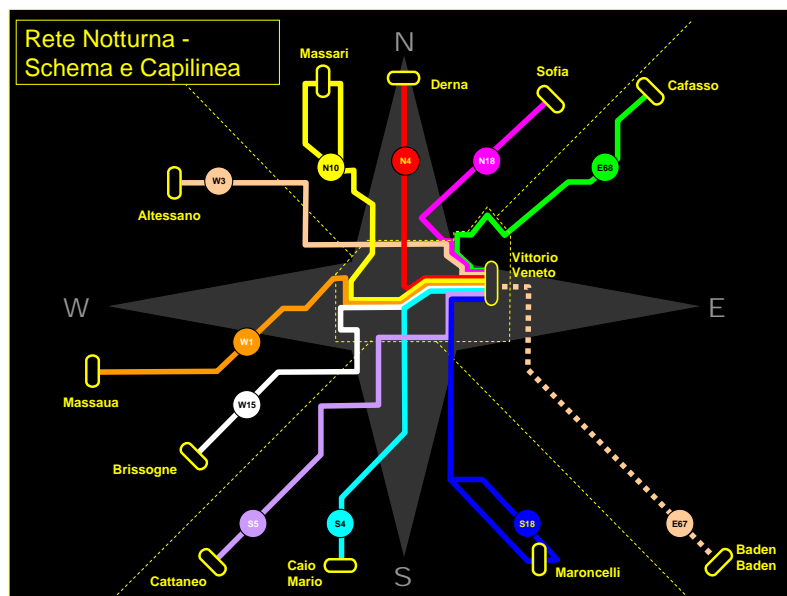 Rete Notturna -
Schema e Capilinea
N
Massari
Derna
Sofia
Cafasso
N10
N4
N18
E68
W3
Altessano
Vittorio
Veneto
W
E
W1
Massaua
W15
Brissogne
S5
S4
S18
E67
Cattaneo
Caio
Mario
S
Maroncelli
Baden
Baden